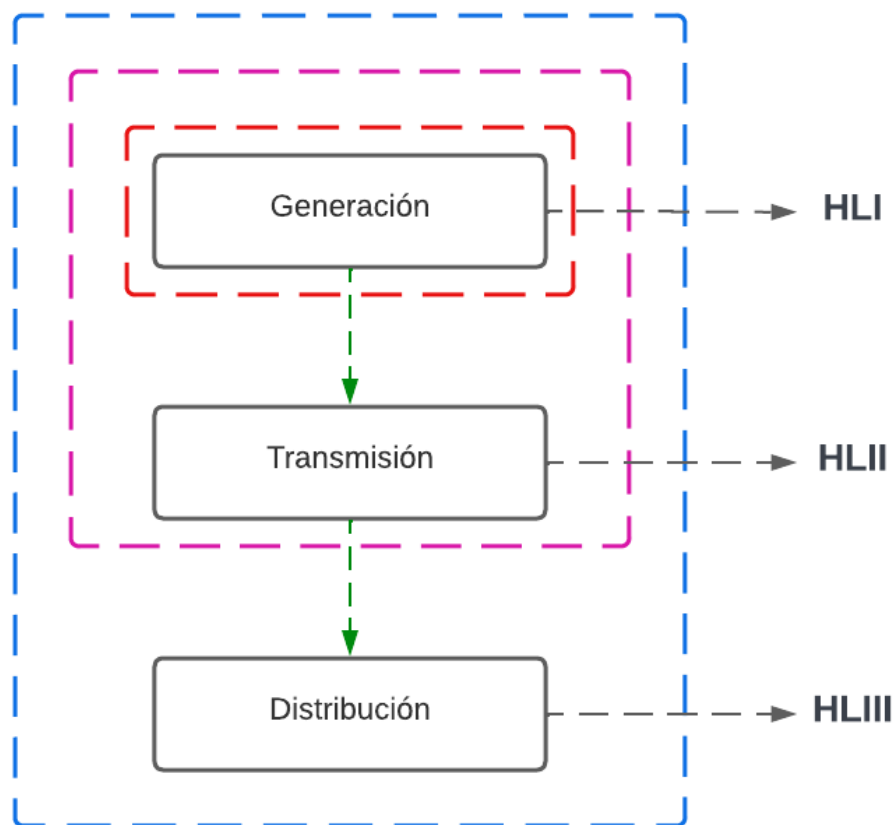 Generación
HLI
Transmisión
HLII
Distribución
HLIII